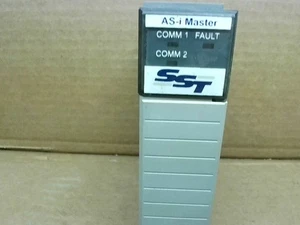 AS-i Master
COMM 1 FAULT
COMM 2
SST